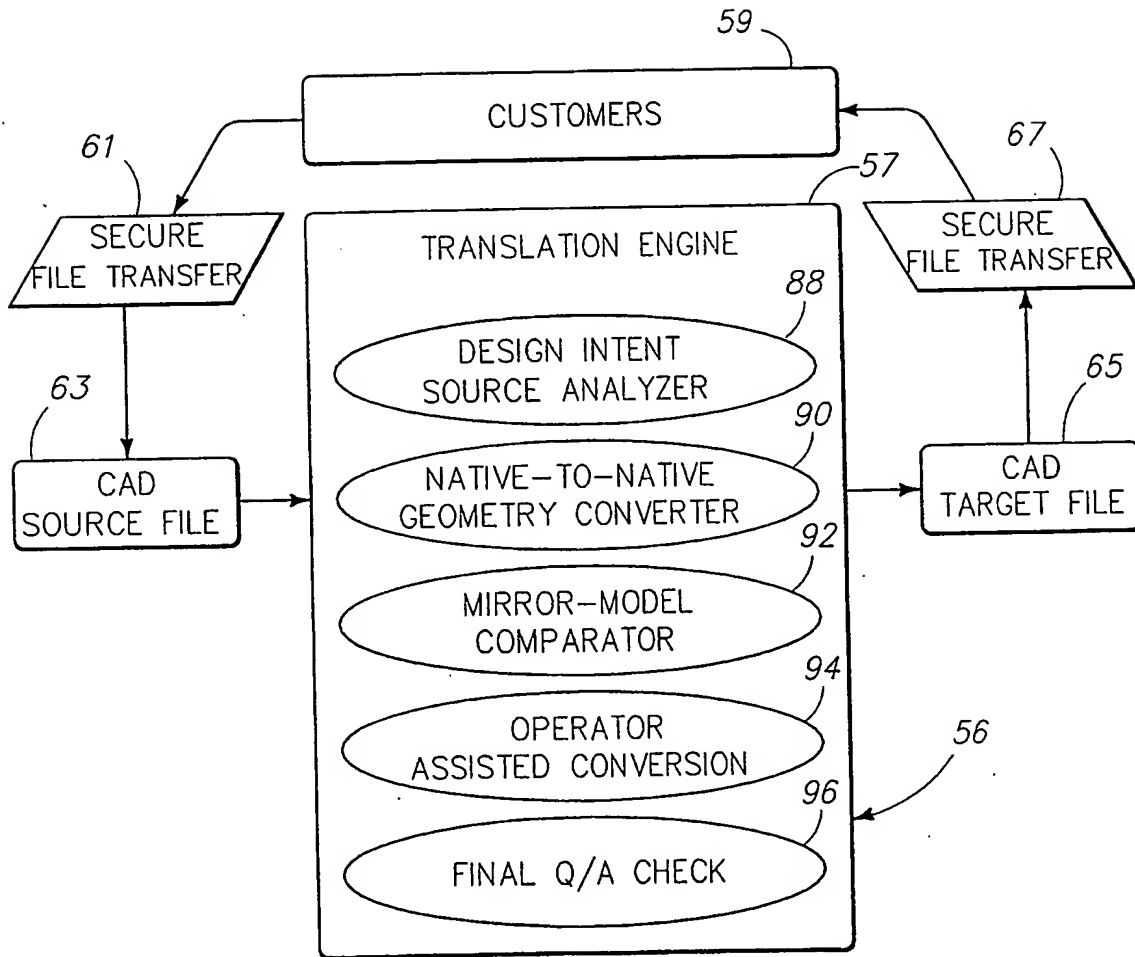 59
CUSTOMERS
61
SECURE
FILE TRANSFER
67
SECURE
FILE TRANSFER
57
TRANSLATION ENGINE
88
DESIGN INTENT
SOURCE ANALYZER
63
CAD
SOURCE FILE
90
NATIVE-TO-NATIVE
GEOMETRY CONVERTER
65
CAD
TARGET FILE
92
MIRROR-MODEL
COMPARATOR
94
OPERATOR
ASSISTED CONVERSION
56
96
FINAL Q/A CHECK